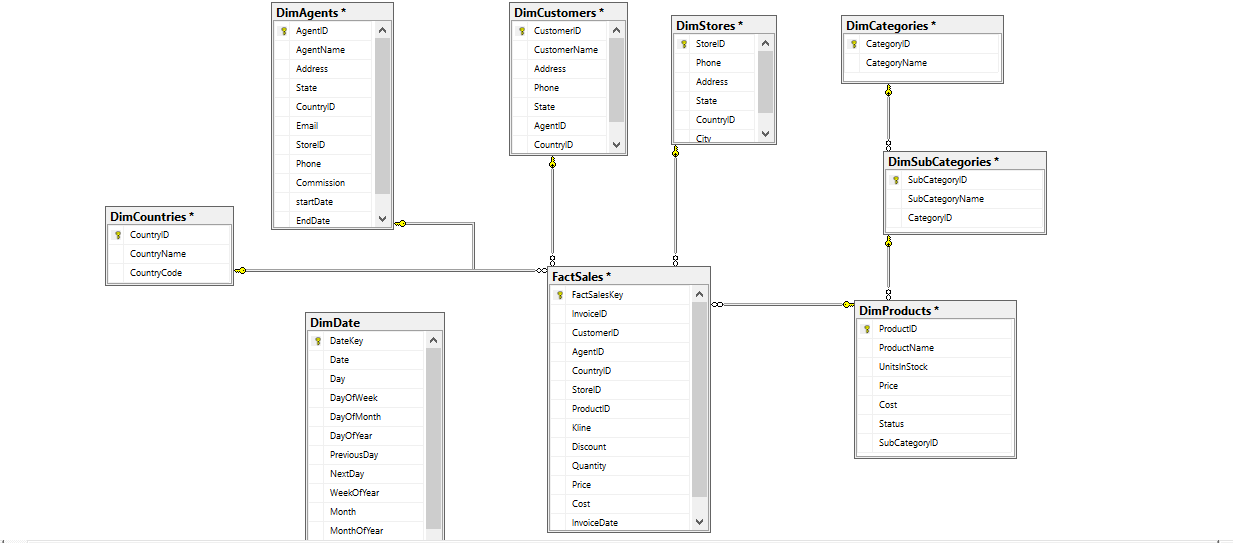 DimAgents *
AgentID
AgentName
Address
State
CountryID
Email
StoreID
Phone
Commission
startDate
EndDate
DimCustomers *
CustomerID
CustomerName
Address
Phone
State
AgentID
CountryID
DimStores *
StoreID
Phone
Address
State
CountryID
City
DimCategories *
CategoryID
CategoryName
DimSubCategories *
SubCategoryID
SubCategoryName
CategoryID
DimCountries *
CountryID
CountryName
CountryCode
FactSales *
FactSalesKey
InvoiceID
CustomerID
AgentID
CountryID
StoreID
ProductID
Kline
Discount
Quantity
Price
Cost
InvoiceDate
DimProducts *
ProductID
ProductName
UnitsInStock
Price
Cost
Status
SubCategoryID
DimDate
DateKey
Date
Day
DayOfWeek
DayOfMonth
DayOfYear
PreviousDay
NextDay
WeekOfYear
Month
MonthOfYear